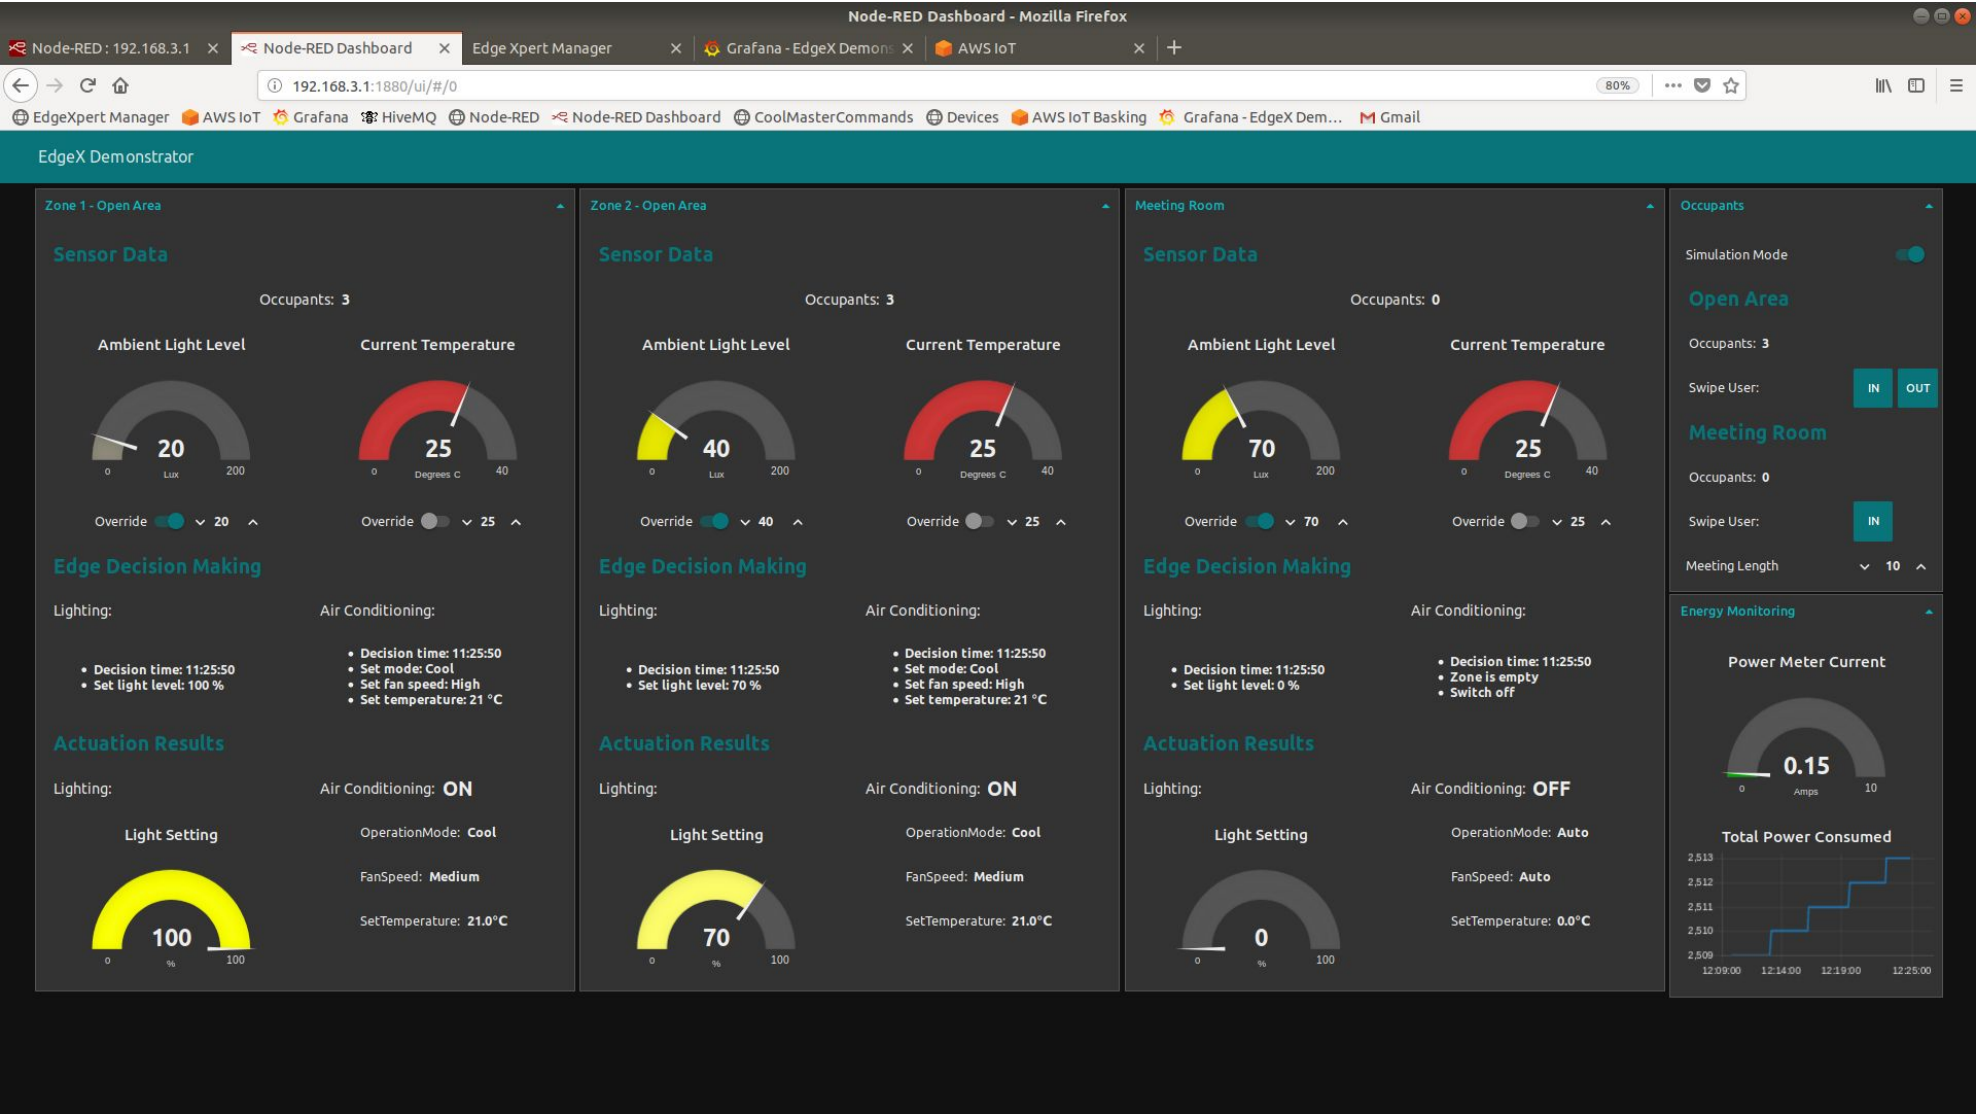 Node-RED Dashboard - Mozilla Firefox
Node-RED : 192.168.3.1
Node-RED Dashboard
Edge Xpert Manager
Grafana - EdgeX Demons
AWS IoT
192.168.3.1:1880/ui/#/0
80%
EdgeXpert Manager
AWS IoT
Grafana
HiveMQ
Node-RED
Node-RED Dashboard
CoolMasterCommands
Devices
AWS IoT Basking
Grafana - EdgeX Dem...
Gmail
EdgeX Demonstrator
Zone 1 - Open Area
Sensor Data
Occupants: 3
Ambient Light Level
20
Lux
0
200
Override
20
Current Temperature
25
Degrees C
0
40
Override
25
Edge Decision Making
Lighting:
• Decision time: 11:25:50
• Set light level: 100 %
Air Conditioning:
• Decision time: 11:25:50
• Set mode: Cool
• Set fan speed: High
• Set temperature: 21 °C
Actuation Results
Lighting:
Light Setting
100
%
0
100
Air Conditioning: ON
OperationMode: Cool
FanSpeed: Medium
SetTemperature: 21.0°C
Zone 2 - Open Area
Sensor Data
Occupants: 3
Ambient Light Level
40
Lux
0
200
Override
40
Current Temperature
25
Degrees C
0
40
Override
25
Edge Decision Making
Lighting:
• Decision time: 11:25:50
• Set light level: 70 %
Air Conditioning:
• Decision time: 11:25:50
• Set mode: Cool
• Set fan speed: High
• Set temperature: 21 °C
Actuation Results
Lighting:
Light Setting
70
%
0
100
Air Conditioning: ON
OperationMode: Cool
FanSpeed: Medium
SetTemperature: 21.0°C
Meeting Room
Sensor Data
Occupants: 0
Ambient Light Level
70
Lux
0
200
Override
70
Current Temperature
25
Degrees C
0
40
Override
25
Edge Decision Making
Lighting:
• Decision time: 11:25:50
• Set light level: 0 %
Air Conditioning:
• Decision time: 11:25:50
• Zone is empty
• Switch off
Actuation Results
Lighting:
Light Setting
0
%
0
100
Air Conditioning: OFF
OperationMode: Auto
FanSpeed: Auto
SetTemperature: 0.0°C
Occupants
Simulation Mode
Open Area
Occupants: 3
Swipe User:
IN
OUT
Meeting Room
Occupants: 0
Swipe User:
IN
Meeting Length
10
Energy Monitoring
Power Meter Current
0.15
Amps
0
10
Total Power Consumed
2,513
2,512
2,511
2,510
2,509
12:09:00
12:14:00
12:19:00
12:25:00